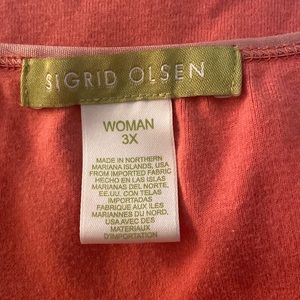 SIGRID OLSEN
WOMAN
3X
MADE IN NORTHERN
MARIANA ISLANDS, USA
FROM IMPORTED FABRIC
HECHO EN LAS ISLAS
MARIANAS DEL NORTE,
EE.UU. CON TELAS
IMPORTADAS
FABRIQUE AUX ILES
MARIANNES DU NORD.
USA AVEC DES
MATERIAUX
D'IMPORTATION